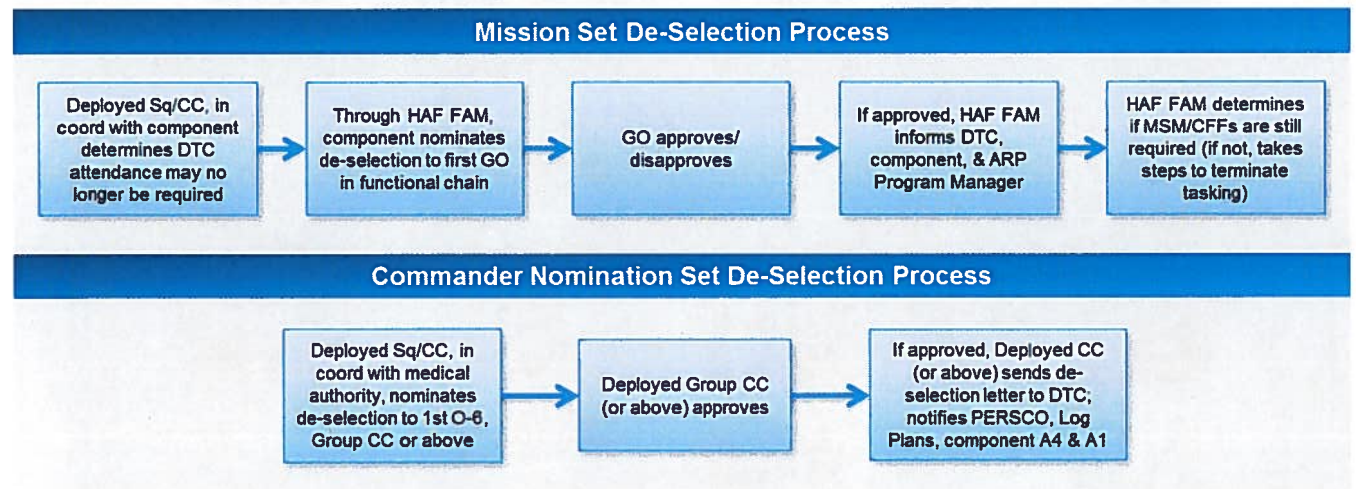 Mission Set De-Selection Process
Deployed Sq/CC, in
coord with component
determines DTC
attendance may no
longer be required
Through HAF FAM,
component nominates
de-selection to first GO
in functional chain
GO approves/
disapproves
If approved, HAF FAM
informs DTC,
component, & ARP
Program Manager
HAF FAM determines
if MSM/CFFs are still
required (if not, takes
steps to terminate
tasking)
Commander Nomination Set De-Selection Process
Deployed Sq/CC, in
coord with medical
authority, nominates
de-selection to 1st O-6,
Group CC or above
Deployed Group CC
(or above) approves
If approved, Deployed CC
(or above) sends de-
selection letter to DTC;
notifies PERSCO, Log
Plans, component A4 & A1